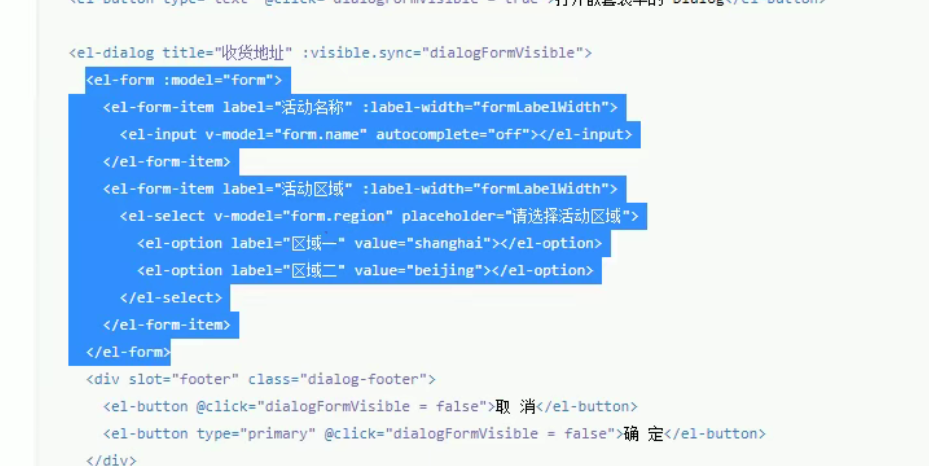 <el-button type="text" @click="dialogFormVisible = true">打开嵌套表单的 Dialog</el-button>
<el-dialog title="收货地址" :visible.sync="dialogFormVisible">
<el-form :model="form">
<el-form-item label="活动名称" :label-width="formLabelWidth">
<el-input v-model="form.name" autocomplete="off"></el-input>
</el-form-item>
<el-form-item label="活动区域" :label-width="formLabelWidth">
<el-select v-model="form.region" placeholder="请选择活动区域">
<el-option label="区域一" value="shanghai"></el-option>
<el-option label="区域二" value="beijing"></el-option>
</el-select>
</el-form-item>
</el-form>
<div slot="footer" class="dialog-footer">
<el-button @click="dialogFormVisible = false">取 消</el-button>
<el-button type="primary" @click="dialogFormVisible = false">确 定</el-button>
</div>